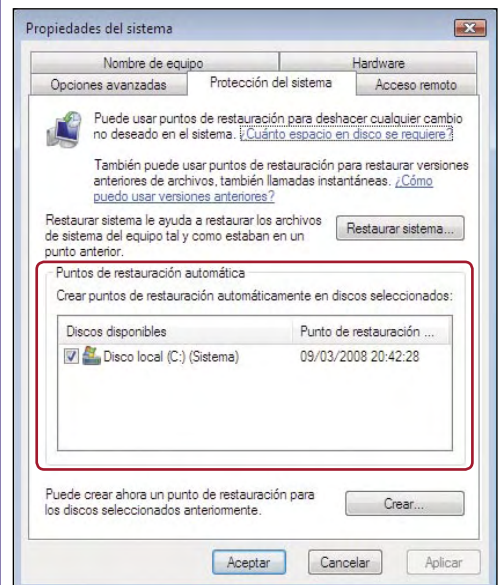 Propiedades del sistema
Nombre de equipo
Hardware
Opciones avanzadas
Protección del sistema
Acceso remoto
Puede usar puntos de restauración para deshacer cualquier cambio
no deseado en el sistema. ¿Cuánto espacio en disco se requiere?
También puede usar puntos de restauración para restaurar versiones
anteriores de archivos, también llamadas instantáneas. ¿Cómo
puedo usar versiones anteriores?
Restaurar sistema le ayuda a restaurar los archivos
de sistema del equipo tal y como estaban en un
punto anterior.
Restaurar sistema...
Puntos de restauración automática
Crear puntos de restauración automáticamente en discos seleccionados:
Discos disponibles
Punto de restauración ...
Disco local (C:) (Sistema)
09/03/2008 20:42:28
Puede crear ahora un punto de restauración para
los discos seleccionados anteriormente.
Crear...
Aceptar
Cancelar
Aplicar